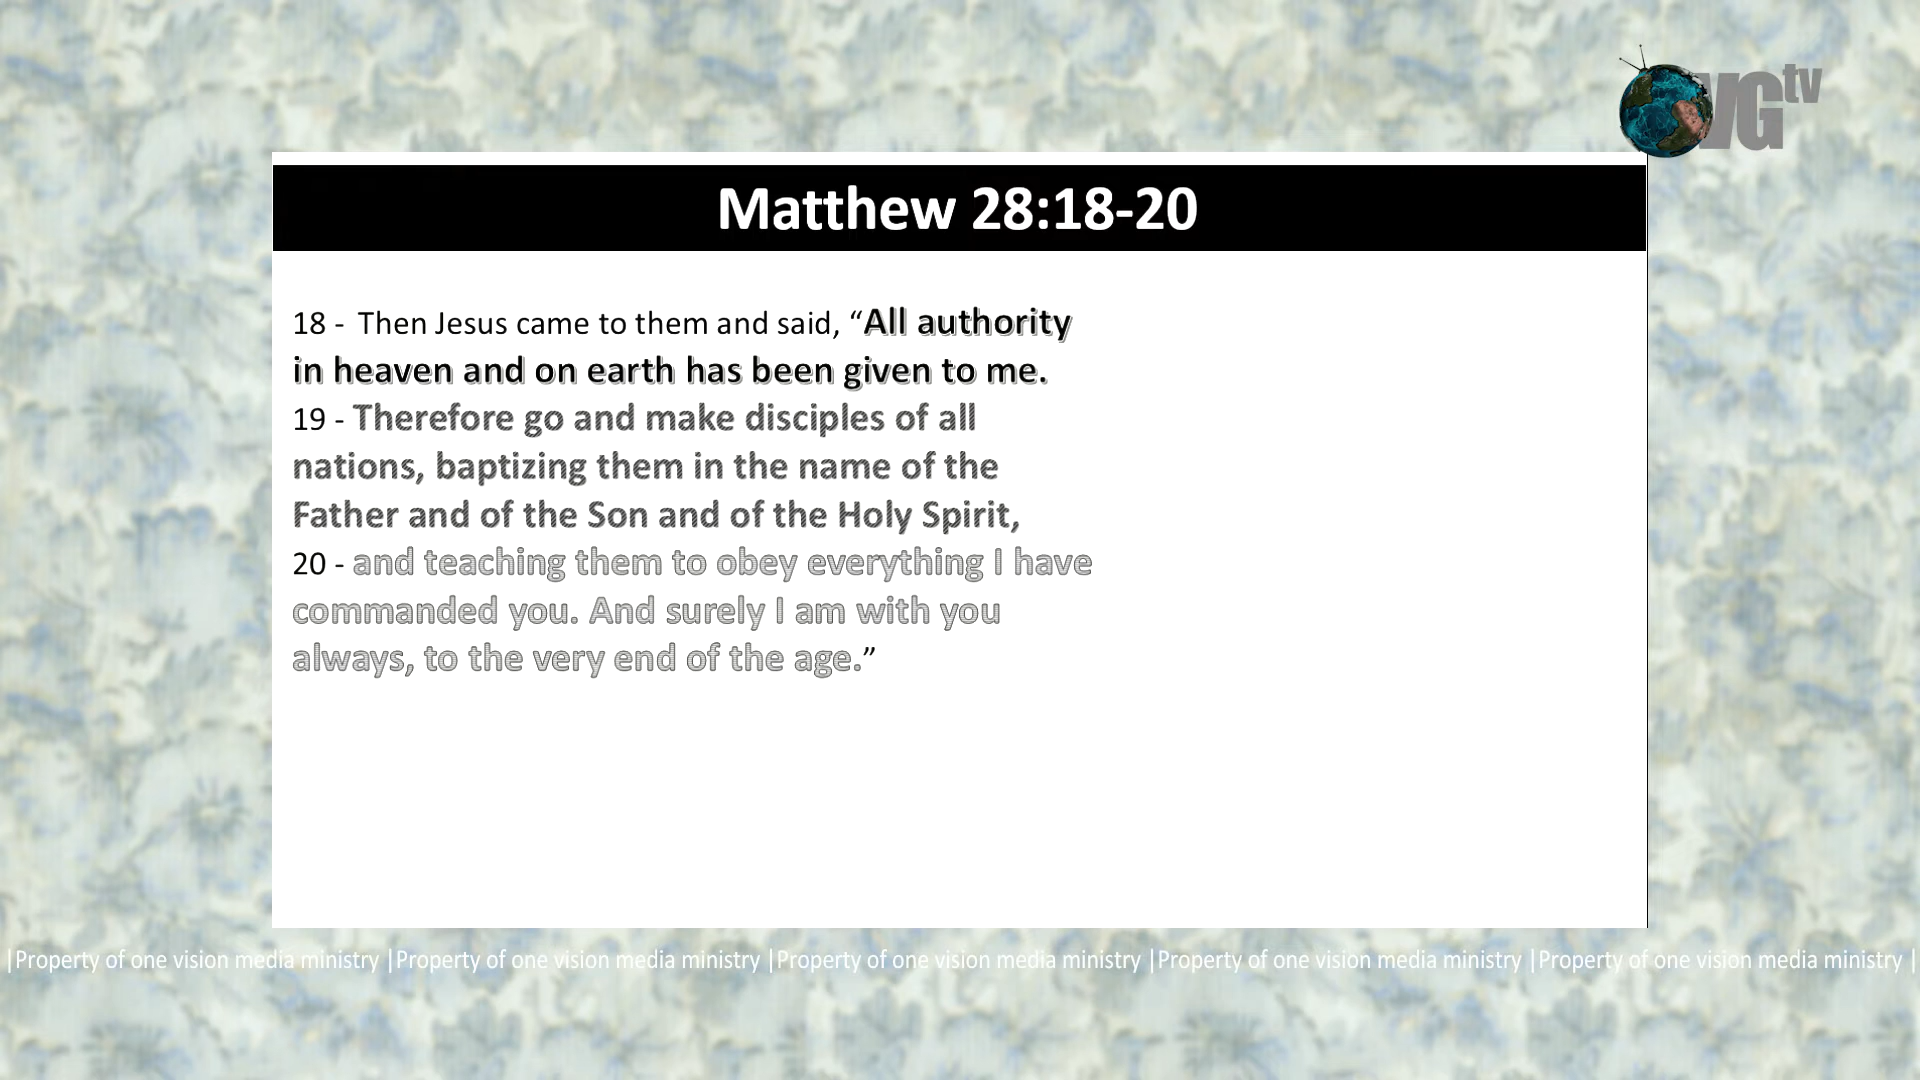 VG tv
Matthew 28:18-20
18 - Then Jesus came to them and said, “All authority
in heaven and on earth has been given to me.
19 - Therefore go and make disciples of all
nations, baptizing them in the name of the
Father and of the Son and of the Holy Spirit,
20 - and teaching them to obey everything I have
commanded you. And surely I am with you
always, to the very end of the age.”
|Property of one vision media ministry |Property of one vision media ministry |Property of one vision media ministry |Property of one vision media ministry |Property of one vision media ministry |